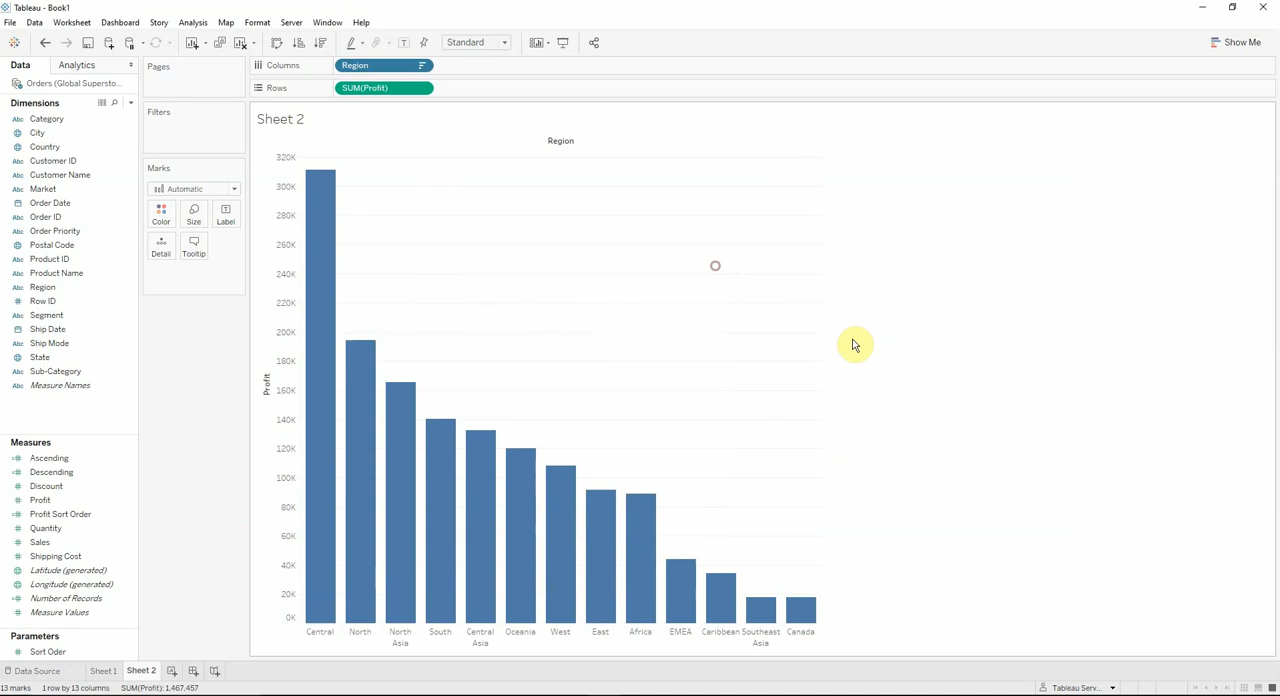 Tableau - Book1
File Data Worksheet Dashboard Story Analysis Map Format Server Window Help
Standard
Show Me
Data Analytics
Orders (Global Supersto...
Dimensions
Abc Category
City
Country
Abc Customer ID
Abc Customer Name
Abc Market
Order Date
Abc Order ID
Abc Order Priority
Postal Code
Abc Product ID
Abc Product Name
Abc Region
# Row ID
Abc Segment
Ship Date
Abc Ship Mode
State
Abc Sub-Category
Abc Measure Names
Measures
=# Ascending
=# Descending
# Discount
# Profit
=# Profit Sort Order
# Quantity
# Sales
# Shipping Cost
Latitude (generated)
Longitude (generated)
=# Number of Records
# Measure Values
Parameters
# Sort Oder
Pages
Filters
Marks
Automatic
Color Size Label
Detail Tooltip
Columns Region
Rows SUM(Profit)
Sheet 2
Region
Profit
320K
300K
280K
260K
240K
220K
200K
180K
160K
140K
120K
100K
80K
60K
40K
20K
0K
Central North North Asia South Central Asia Oceania West East Africa EMEA Caribbean Southeast Asia Canada
Data Source Sheet 1 Sheet 2
13 marks 1 row by 13 columns SUM(Profit): 1,467,457
Tableau Serv...